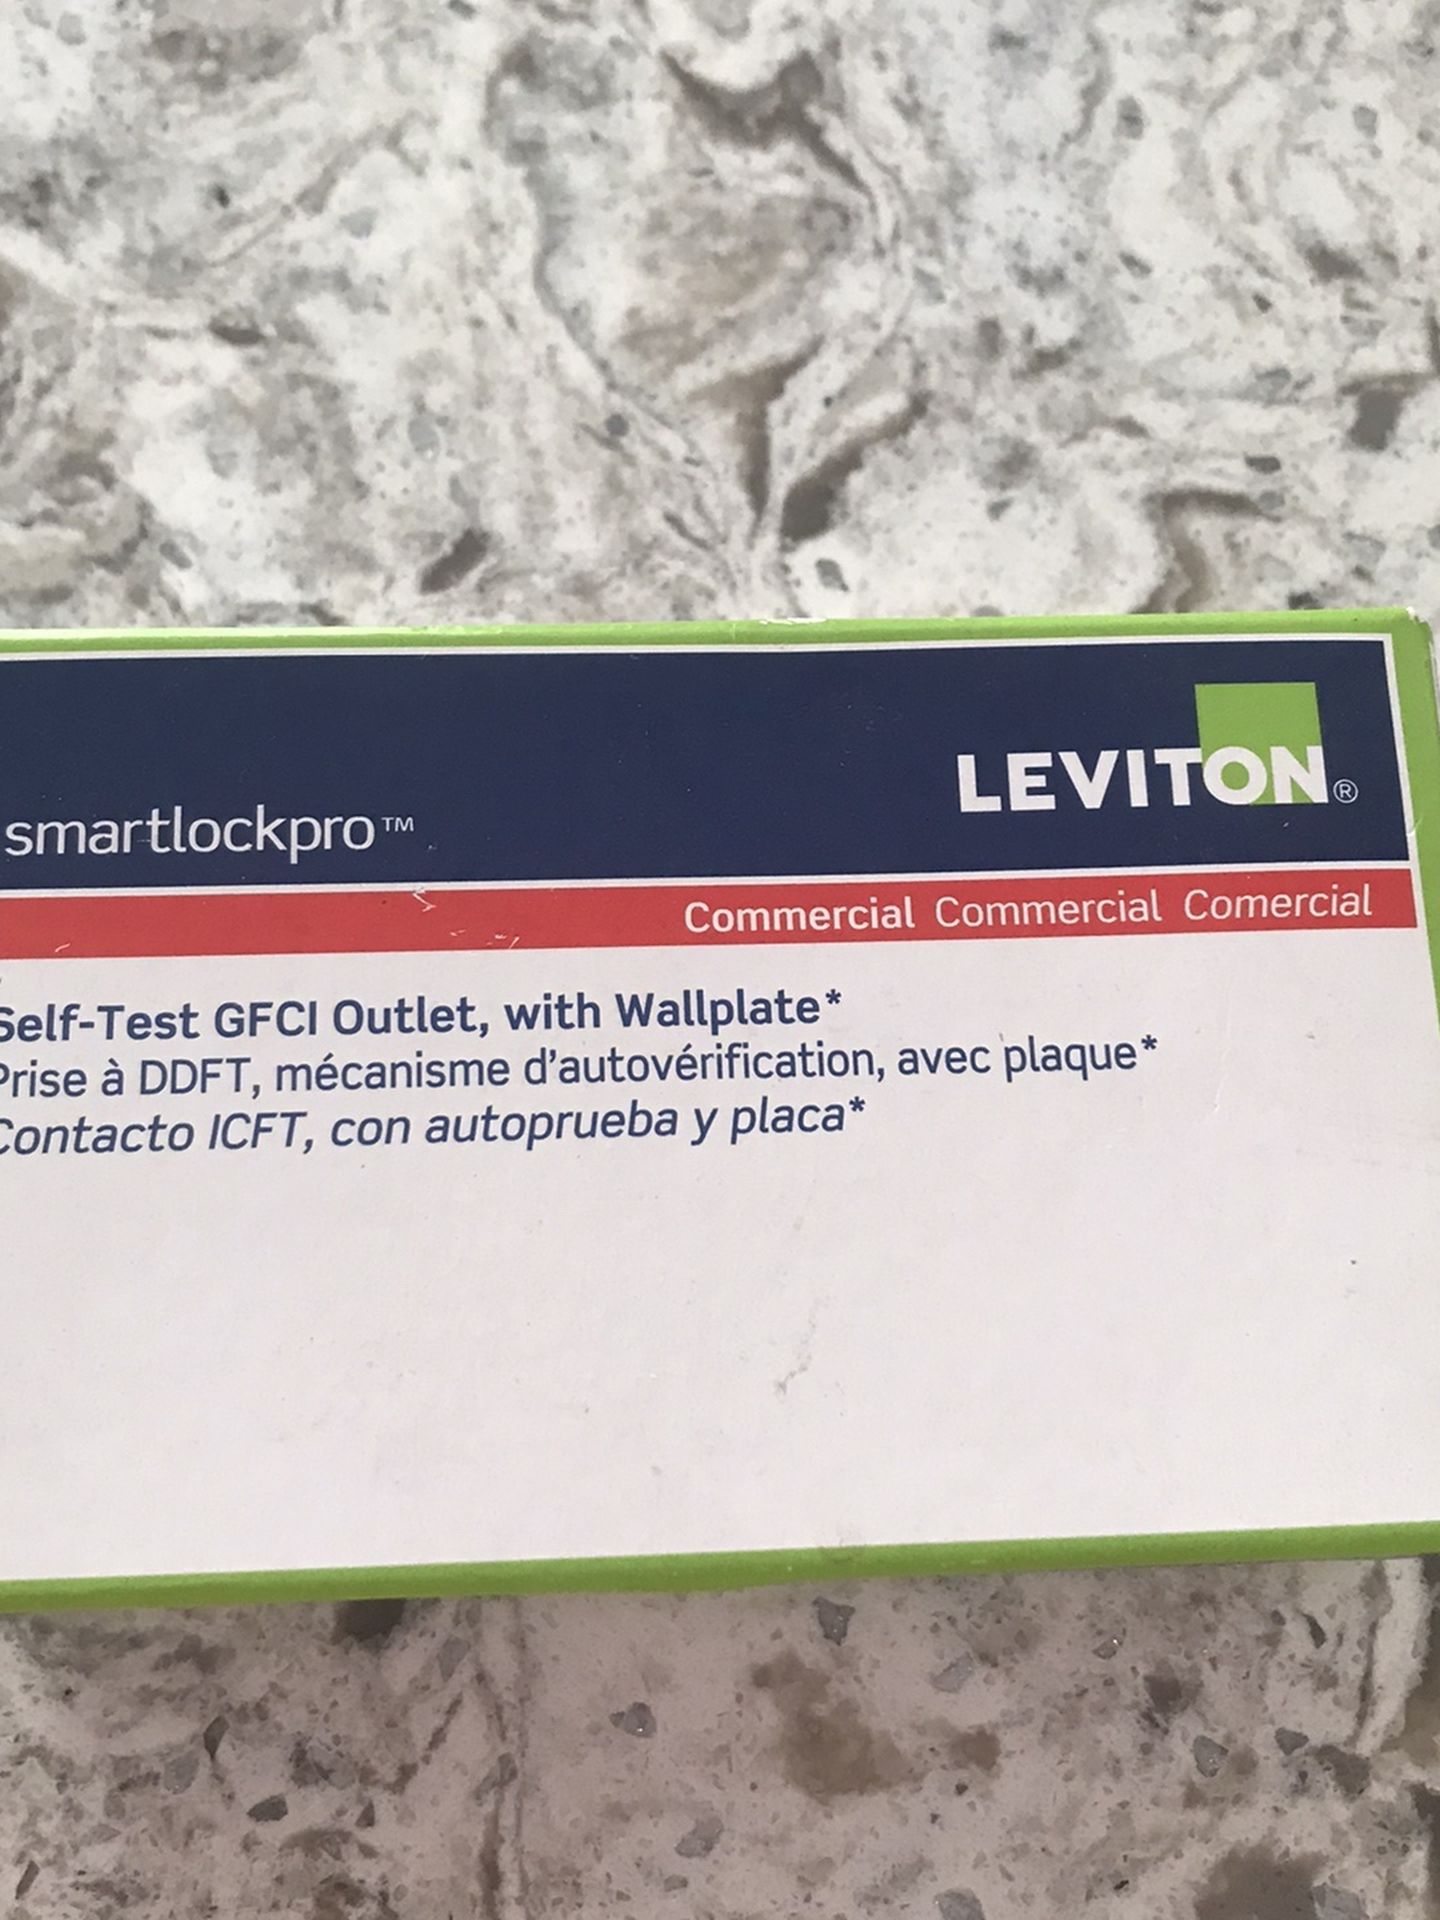 LEVITON®
smartlockpro™
Commercial Commercial Comercial
Self-Test GFCI Outlet, with Wallplate*
Prise à DDFT, mécanisme d'autovérification, avec plaque*
Contacto ICFT, con autoprueba y placa*